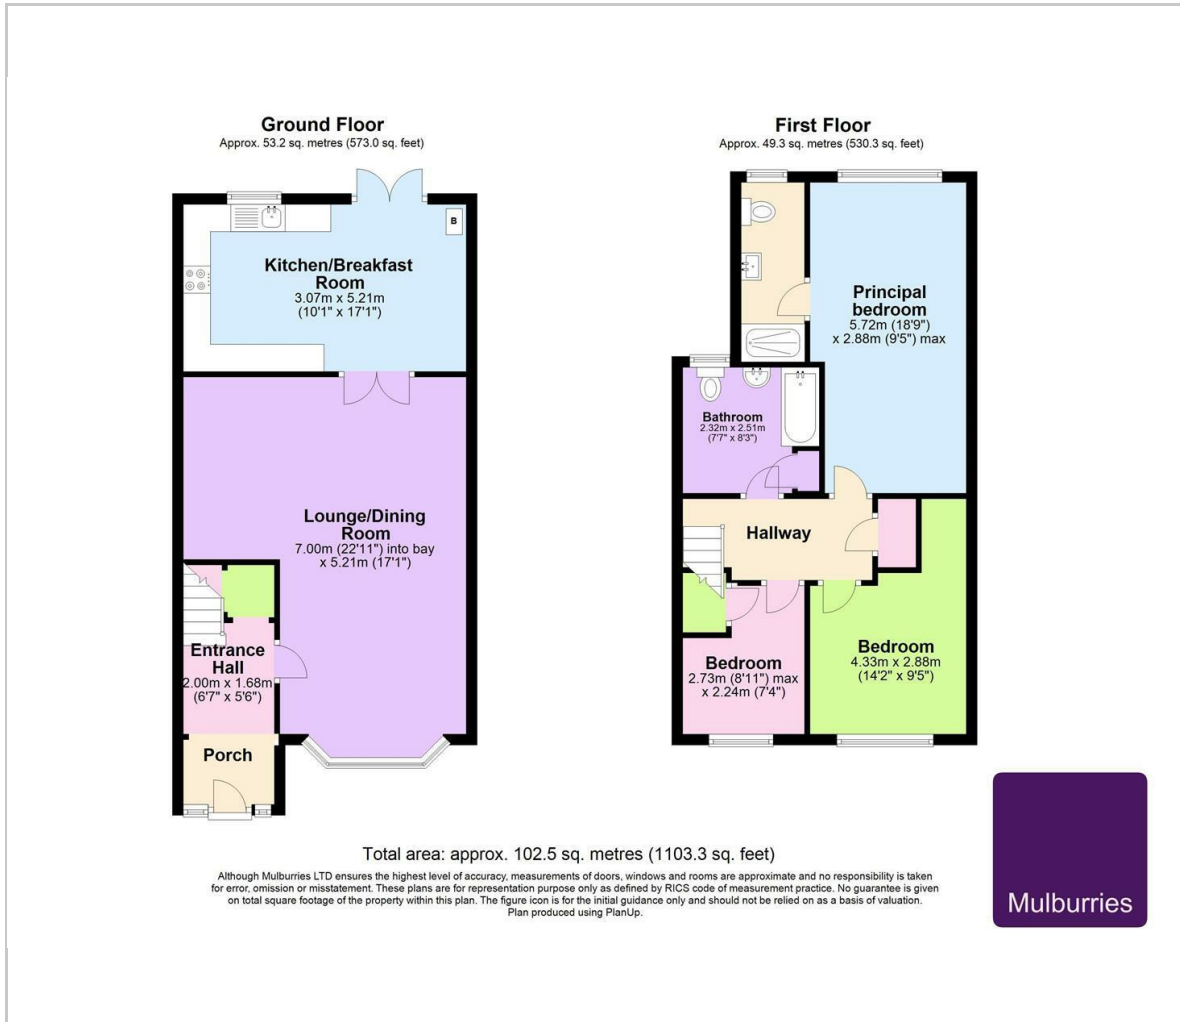 Ground Floor
Approx. 53.2 sq. metres (573.0 sq. feet)
B
Kitchen/Breakfast
Room
3.07m x 5.21m
(10'1" x 17'1")
Lounge/Dining
Room
7.00m (22'11") into bay
x 5.21m (17'1")
Entrance
Hall
2.00m x 1.68m
(6'7" x 5'6")
Porch
First Floor
Approx. 49.3 sq. metres (530.3 sq. feet)
Principal
bedroom
5.72m (18'9")
x 2.88m (9'5") max
Bathroom
2.32m x 2.51m
(7'7" x 8'3")
Hallway
Bedroom
2.73m (8'11") max
x 2.24m (7'4")
Bedroom
4.33m x 2.88m
(14'2" x 9'5")
Total area: approx. 102.5 sq. metres (1103.3 sq. feet)
Although Mulburries LTD ensures the highest level of accuracy, measurements of doors, windows and rooms are approximate and no responsibility is taken
for error, omission or misstatement. These plans are for representation purpose only as defined by RICS code of measurement practice. No guarantee is given
on total square footage of the property within this plan. The figure icon is for the initial guidance only and should not be relied on as a basis of valuation.
Plan produced using PlanUp.
Mulburries